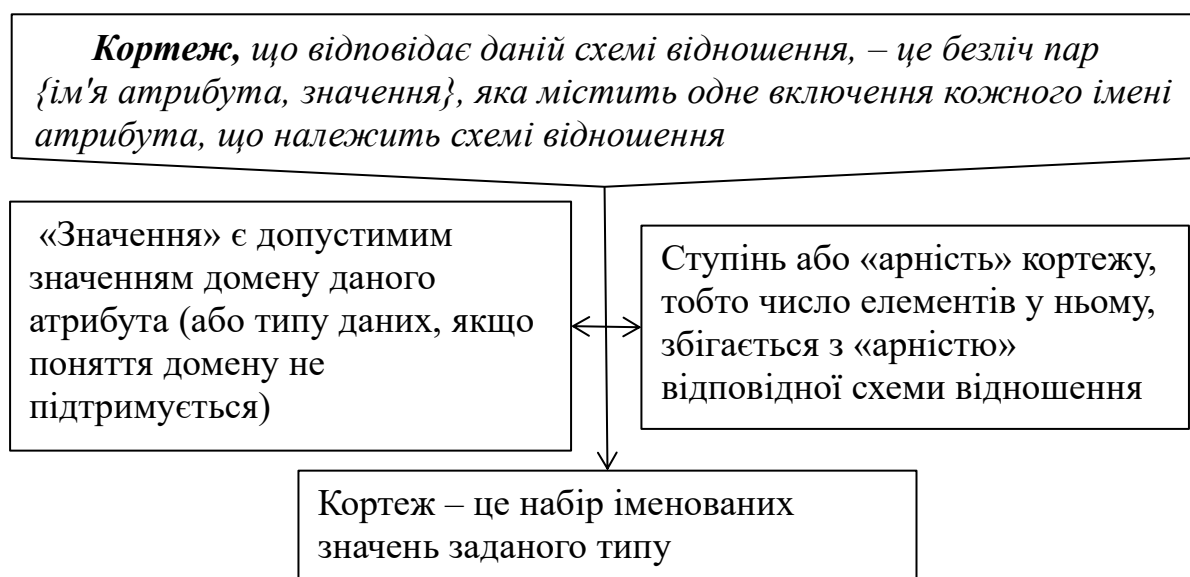 Кортеж, що відповідає даній схемі відношення, – це безліч пар
{ім'я атрибута, значення}, яка містить одне включення кожного імені
атрибута, що належить схемі відношення
«Значення» є допустимим
значенням домену даного
атрибута (або типу даних, якщо
поняття домену не
підтримується)
Ступінь або «арність» кортежу,
тобто число елементів у ньому,
збігається з «арністю»
відповідної схеми відношення
Кортеж – це набір іменованих
значень заданого типу